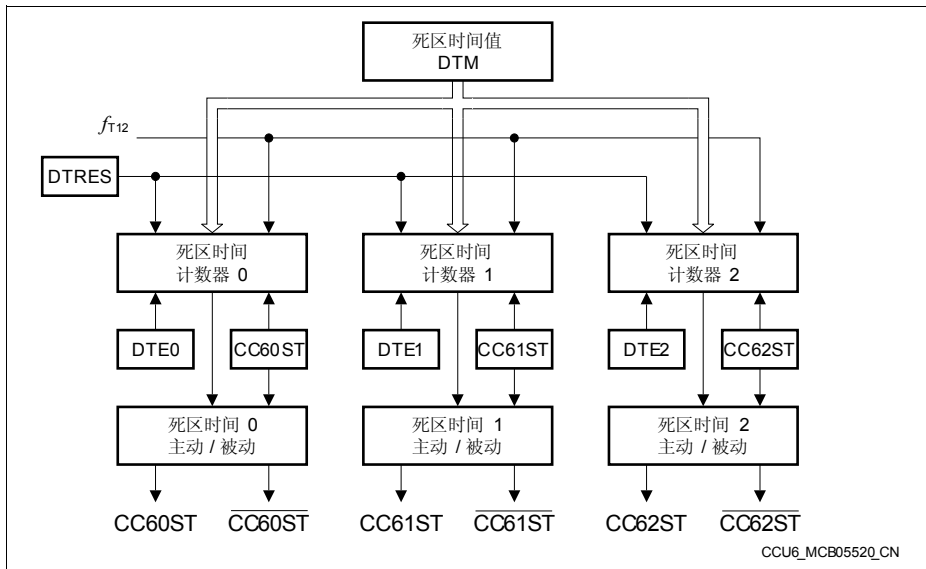 死区时间值
DTM
fT12
DTRES
死区时间
计数器 0
死区时间
计数器 1
死区时间
计数器 2
DTE0
CC60ST
DTE1
CC61ST
DTE2
CC62ST
死区时间 0
主动 / 被动
死区时间 1
主动 / 被动
死区时间 2
主动 / 被动
CC60ST
CC60ST
CC61ST
CC61ST
CC62ST
CC62ST
CCU6_MCB05520_CN